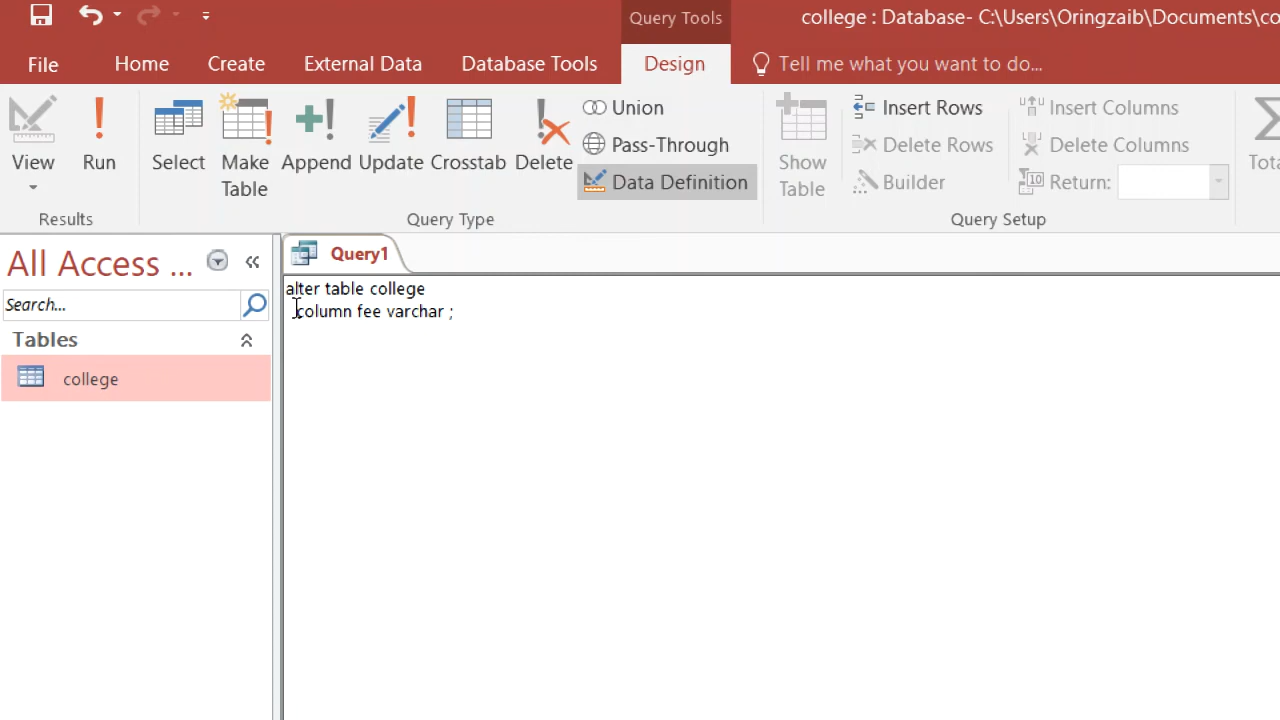 Query Tools
college : Database- C:\Users\Oringzaib\Documents\co
File
Home
Create
External Data
Database Tools
Design
Tell me what you want to do...
View
Run
Select
Make
Table
Append
Update
Crosstab
Delete
Union
Pass-Through
Data Definition
Show
Table
Insert Rows
Delete Rows
Builder
Insert Columns
Delete Columns
Return:
Tota
Results
Query Type
Query Setup
All Access ...
Search...
Tables
college
Query1
alter table college
column fee varchar ;